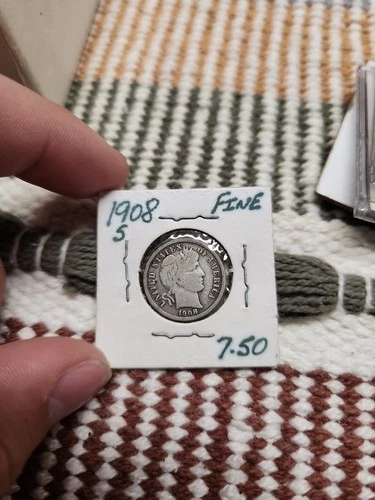 1908 FINE
S
UNITED STATES OF AMERICA
1908
7.50